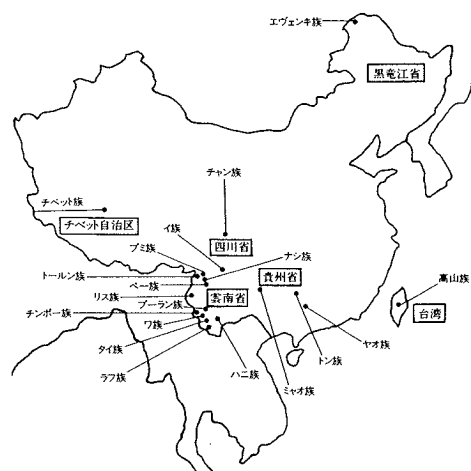 エヴェンキ族
黒竜江省
チャン族
チベット族
チベット自治区
イ族
四川省
プミ族
ナシ族
トールン族
貴州省
ペー族
高山族
リス族
雲南省
プーラン族
チンポー族
台湾
ヤオ族
ワ族
トン族
タイ族
ハニ族
ラフ族
ミャオ族